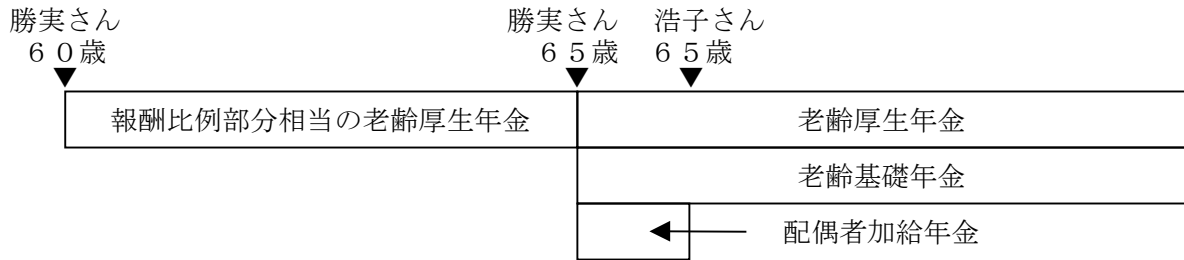 勝実さん 勝実さん 浩子さん
60歳 65歳 65歳
報酬比例部分相当の老齢厚生年金 老齢厚生年金
老齢基礎年金
配偶者加給年金